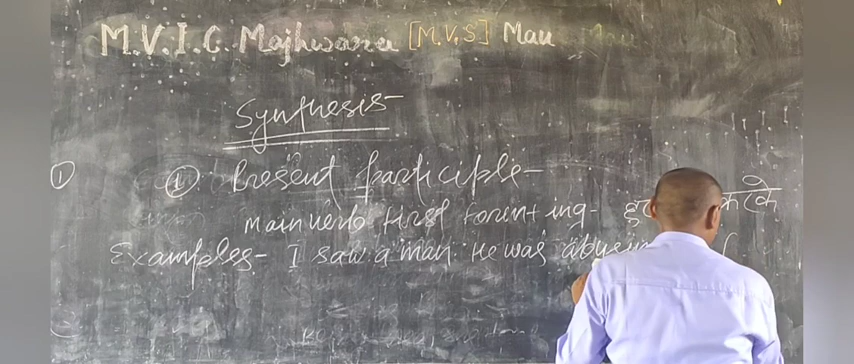 M.V.I.C. Majhwara [M.V.S] Mau
Synthesis-
① ① Present participle-
main verb first form + ing-
Examples- I saw a man. He was abusin